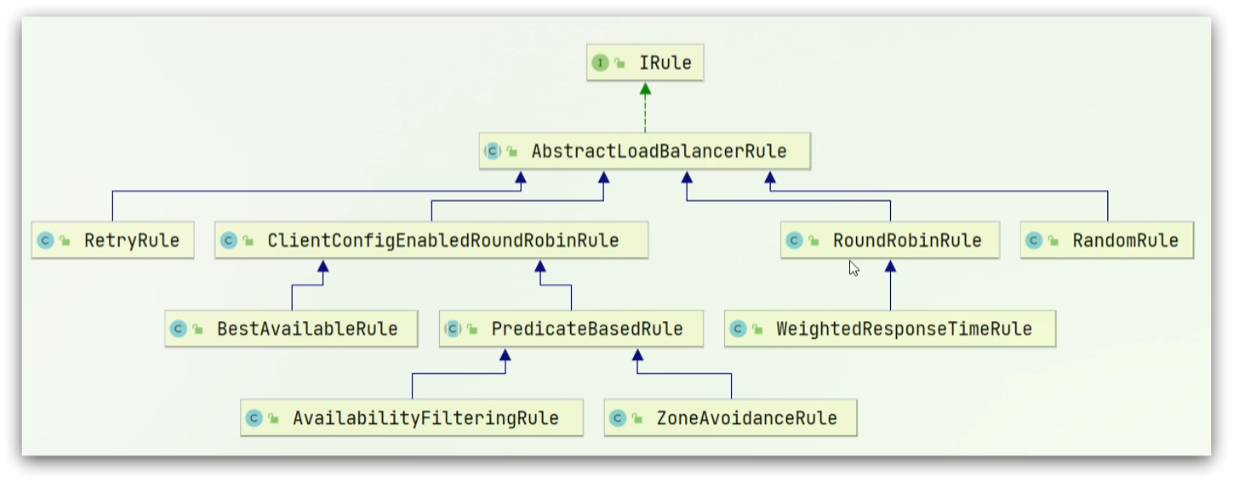 I IRule
C AbstractLoadBalancerRule
C RetryRule
C ClientConfigEnabledRoundRobinRule
C RoundRobinRule
C RandomRule
C BestAvailableRule
C PredicateBasedRule
C WeightedResponseTimeRule
C AvailabilityFilteringRule
C ZoneAvoidanceRule